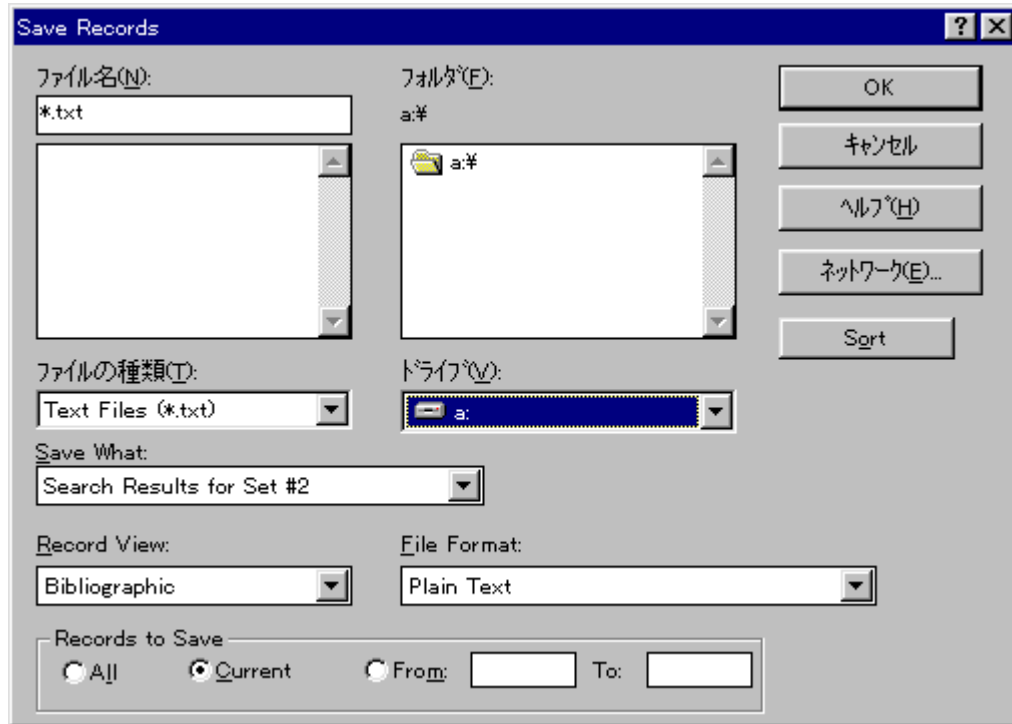 Save Records
ﾌｧｲﾙ名(N):
*.txt
ﾌｫﾙﾀﾞ(F):
a:¥
a:¥
OK
ｷｬﾝｾﾙ
ﾍﾙﾌﾟ(H)
ﾈｯﾄﾜｰｸ(E)...
Sort
ﾌｧｲﾙの種類(T):
Text Files (*.txt)
ﾄﾞﾗｲﾌﾞ(V):
a:
Save What:
Search Results for Set #2
Record View:
Bibliographic
File Format:
Plain Text
Records to Save
All Current From: To: